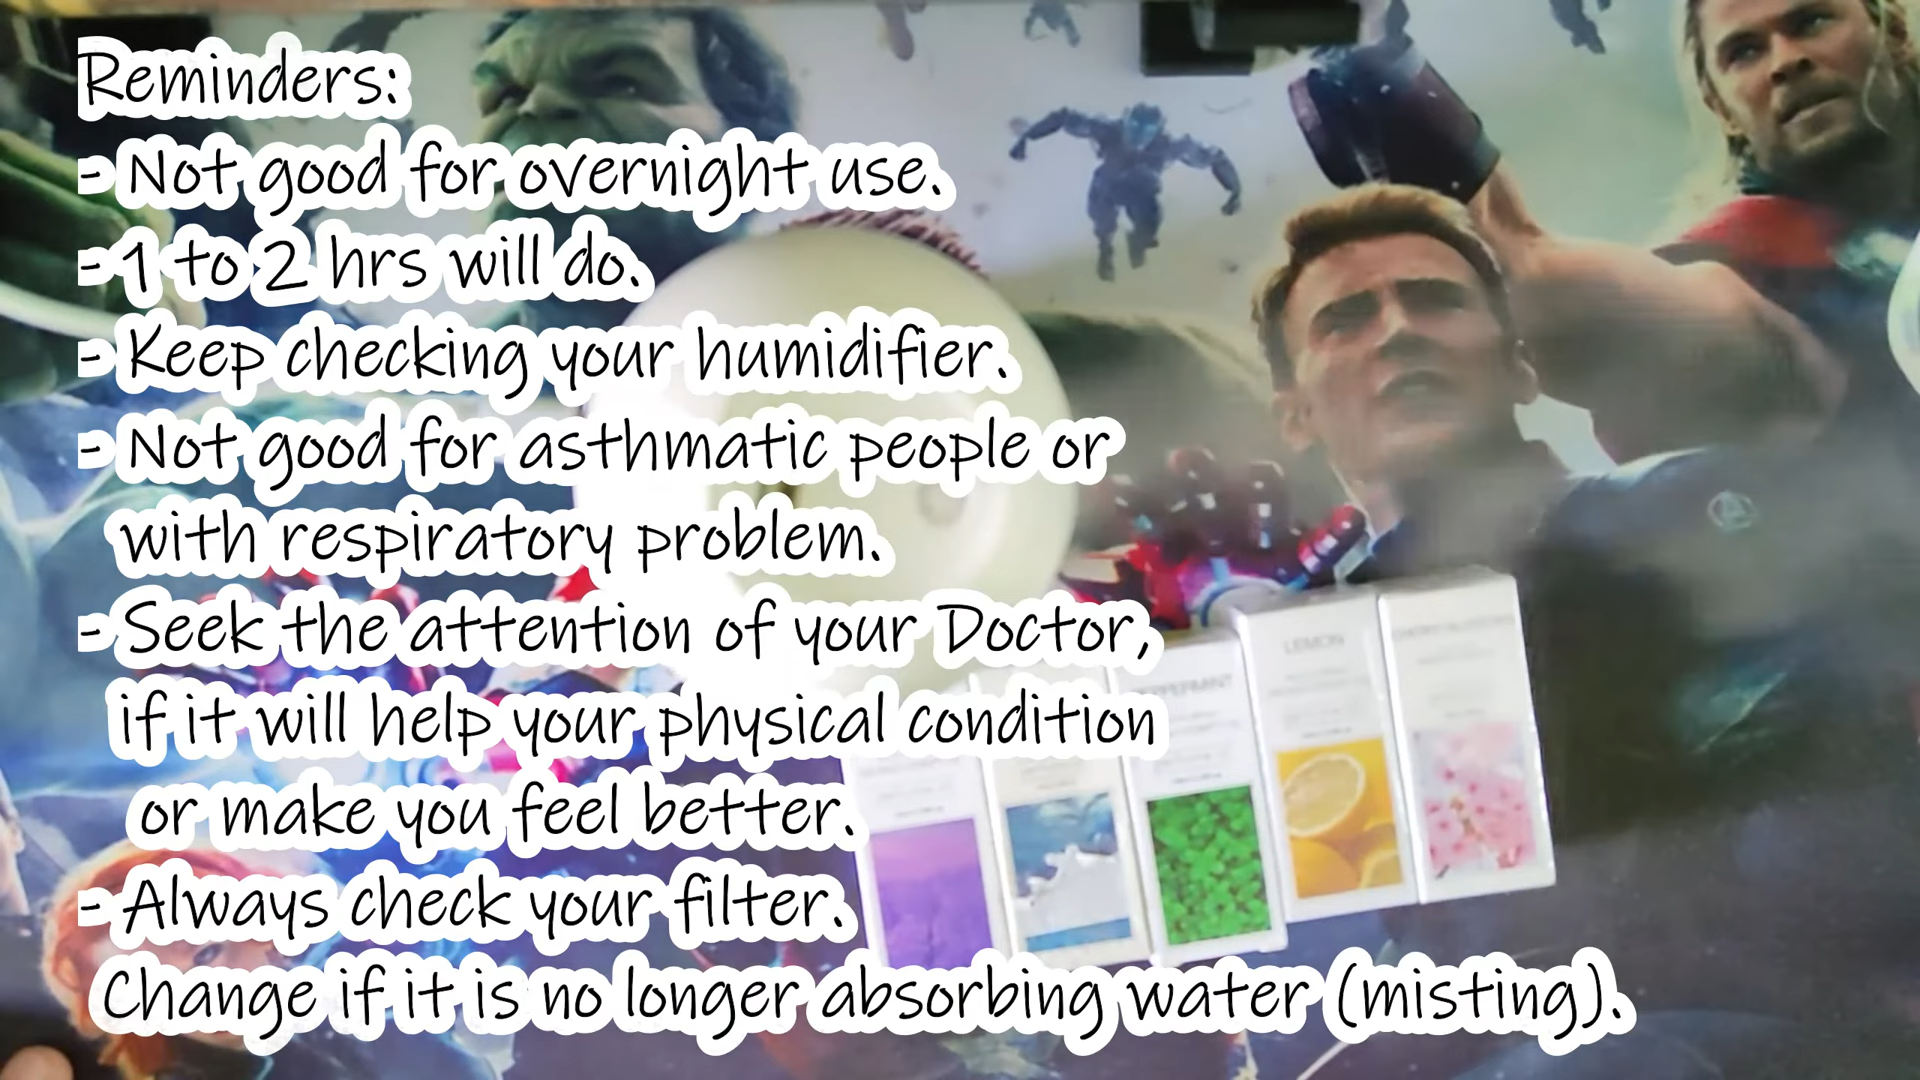 Reminders:
- Not good for overnight use.
- 1 to 2 hrs will do.
- Keep checking your humidifier.
- Not good for asthmatic people or
with respiratory problem.
- Seek the attention of your Doctor,
if it will help your physical condition
or make you feel better.
- Always check your filter.
Change if it is no longer absorbing water (misting).
LEMON